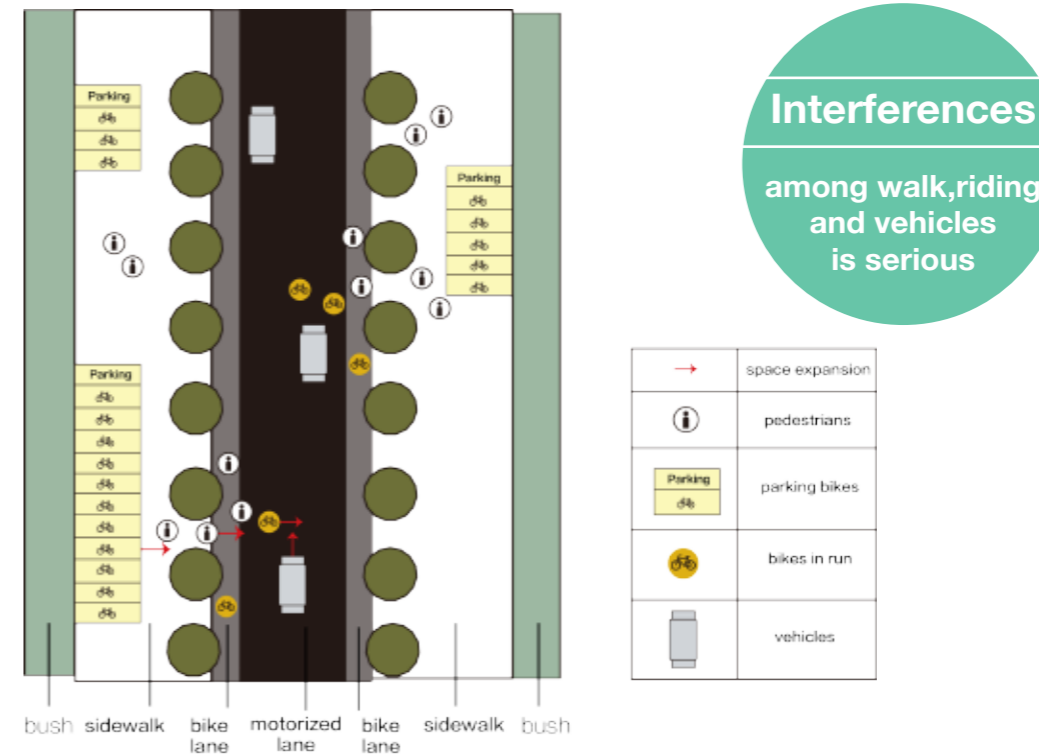 Parking
Parking
Parking
Interferences
among walk,riding
and vehicles
is serious
space expansion
pedestrians
Parking
parking bikes
bikes in run
vehicles
bush
sidewalk
bike
lane
motorized
lane
bike
lane
sidewalk
bush